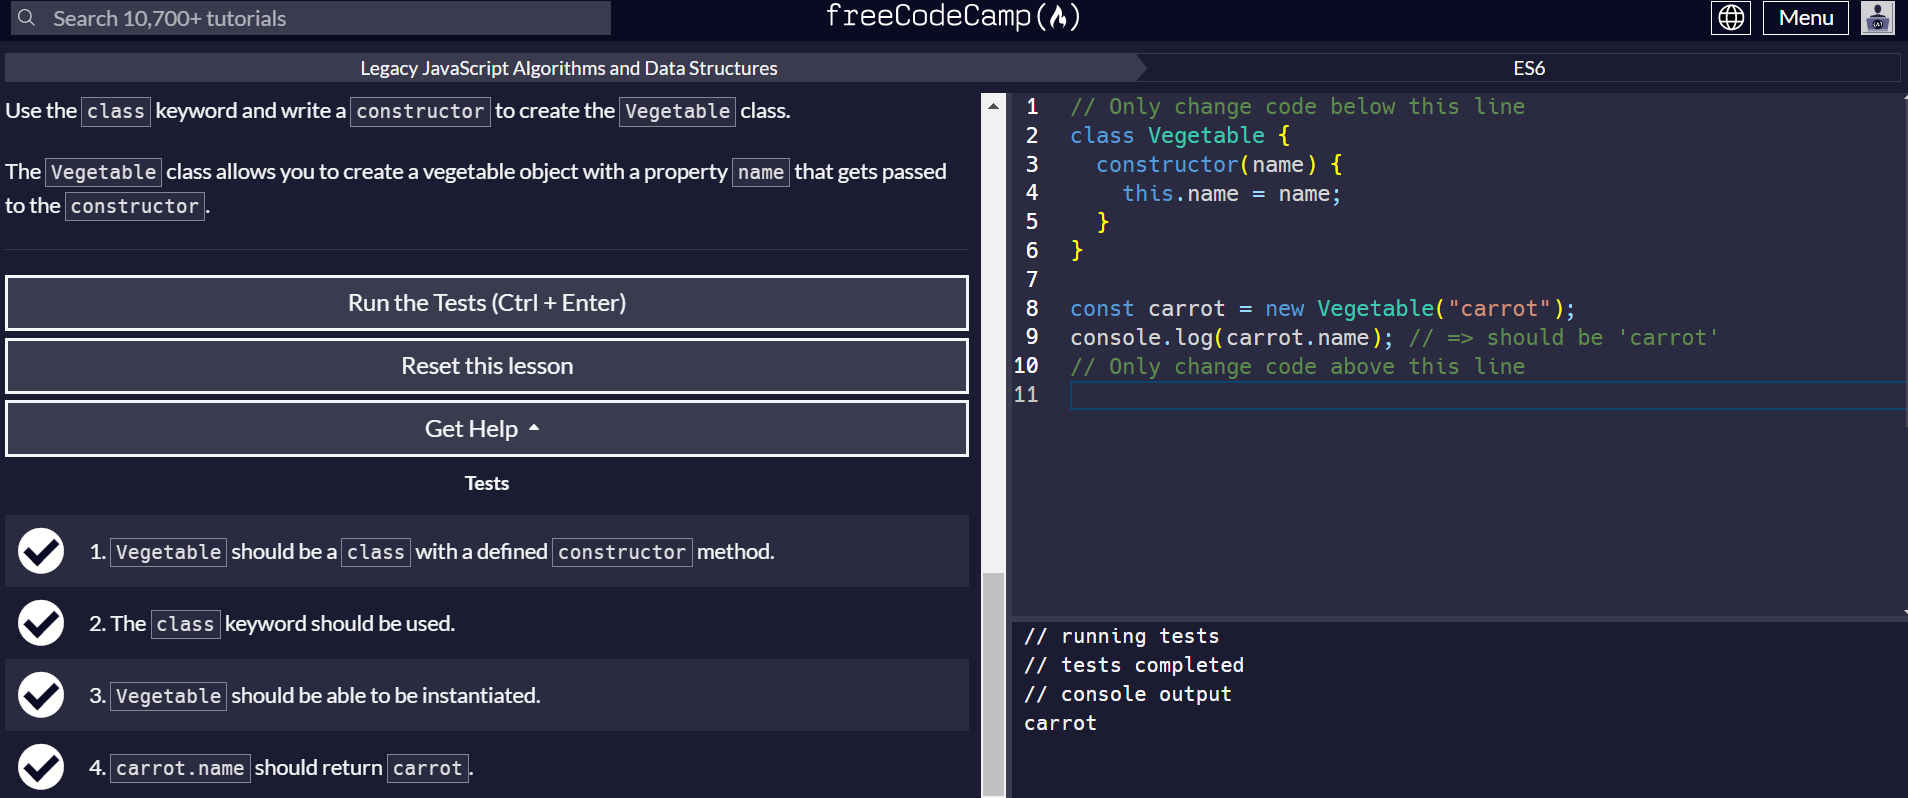 Search 10,700+ tutorials
freeCodeCamp(🔥)
Menu
Legacy JavaScript Algorithms and Data Structures
ES6
Use the class keyword and write a constructor to create the Vegetable class.
The Vegetable class allows you to create a vegetable object with a property name that gets passed
to the constructor.
Run the Tests (Ctrl + Enter)
Reset this lesson
Get Help
Tests
1. Vegetable should be a class with a defined constructor method.
2. The class keyword should be used.
3. Vegetable should be able to be instantiated.
4. carrot.name should return carrot.
1 // Only change code below this line
2 class Vegetable {
3   constructor(name) {
4     this.name = name;
5   }
6 }
7
8 const carrot = new Vegetable("carrot");
9 console.log(carrot.name); // => should be 'carrot'
10 // Only change code above this line
11
// running tests
// tests completed
// console output
carrot